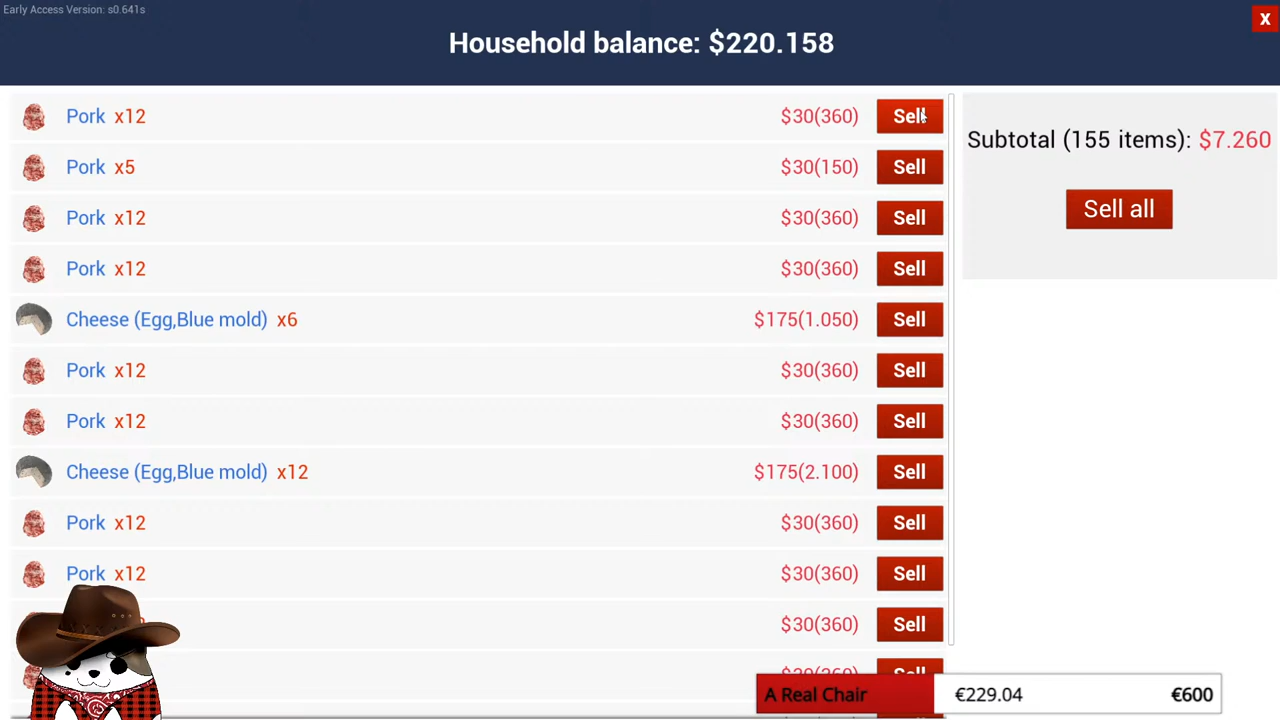 Early Access Version: s0.641s
X
Household balance: $220.158
Pork x12 $30(360) Sell
Subtotal (155 items): $7.260
Pork x5 $30(150) Sell
Sell all
Pork x12 $30(360) Sell
Pork x12 $30(360) Sell
Cheese (Egg,Blue mold) x6 $175(1.050) Sell
Pork x12 $30(360) Sell
Pork x12 $30(360) Sell
Cheese (Egg,Blue mold) x12 $175(2.100) Sell
Pork x12 $30(360) Sell
Pork x12 $30(360) Sell
$30(360) Sell
$30(360) Sell
A Real Chair €229.04 €600